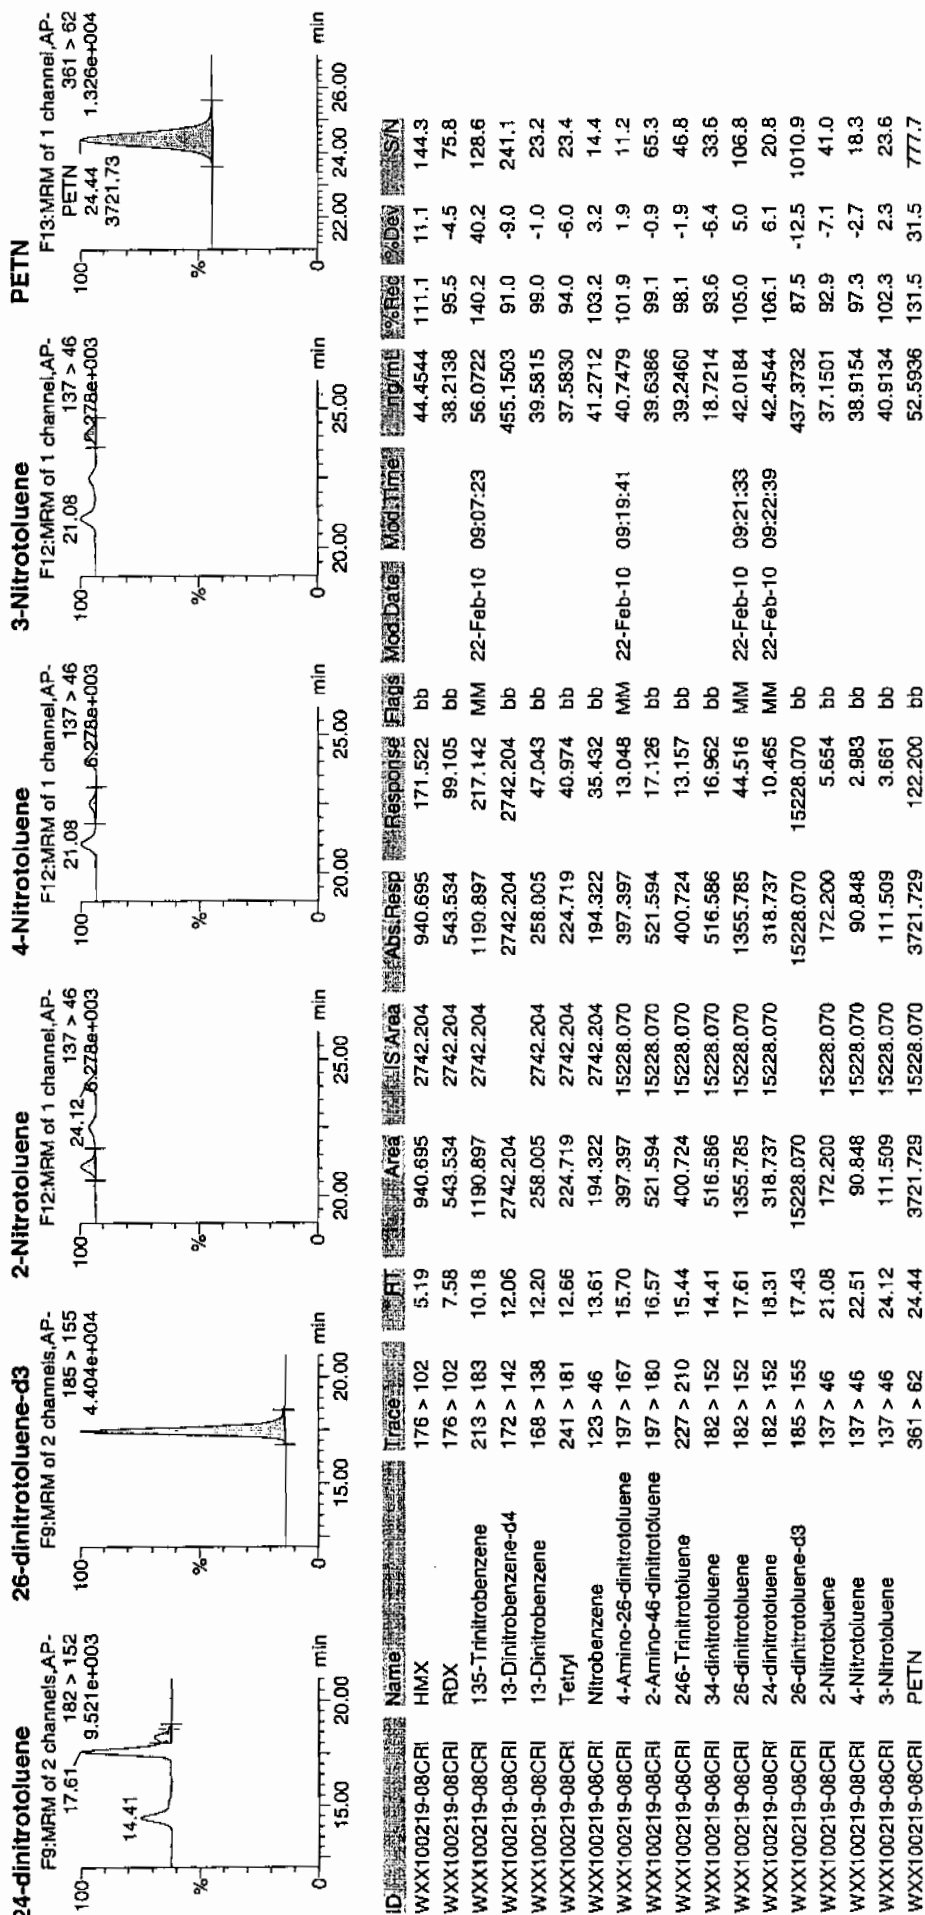 24-dinitrotoluene
F9:MRM of 2 channels,AP-
182 > 152
9.521e+003
17.61
14.41
100
%
0
15.00 20.00 min
26-dinitrotoluene-d3
F9:MRM of 2 channels,AP-
185 > 155
4.404e+004
100
%
0
15.00 20.00 min
2-Nitrotoluene
F12:MRM of 1 channel,AP-
137 > 46
6.278e+003
24.12
100
%
0
20.00 25.00 min
4-Nitrotoluene
F12:MRM of 1 channel,AP-
137 > 46
6.278e+003
21.08
100
%
0
20.00 25.00 min
3-Nitrotoluene
F12:MRM of 1 channel,AP-
137 > 46
6.278e+003
21.08
100
%
0
20.00 25.00 min
PETN
F13:MRM of 1 channel,AP-
361 > 62
1.326e+004
PETN
24.44
3721.73
100
%
0
22.00 24.00 26.00 min
ID Name Trace RT Area IS Area Abs.Resp Response Flags Mod.Date Mod.Time ng/mL %Rec %Dev S/N
WXX100219-08CRI HMX 176 > 102 5.19 940.695 2742.204 940.695 171.522 bb 44.4544 111.1 11.1 144.3
WXX100219-08CRI RDX 176 > 102 7.58 543.534 2742.204 543.534 99.105 bb 38.2138 95.5 -4.5 75.8
WXX100219-08CRI 135-Trinitrobenzene 213 > 183 10.18 1190.897 2742.204 1190.897 217.142 MM 22-Feb-10 09:07:23 56.0722 140.2 40.2 128.6
WXX100219-08CRI 13-Dinitrobenzene-d4 172 > 142 12.06 2742.204 2742.204 2742.204 bb 455.1503 91.0 -9.0 241.1
WXX100219-08CRI 13-Dinitrobenzene 168 > 138 12.20 258.005 2742.204 258.005 47.043 bb 39.5815 99.0 -1.0 23.2
WXX100219-08CRI Tetryl 241 > 181 12.66 224.719 2742.204 224.719 40.974 bb 37.5830 94.0 -6.0 23.4
WXX100219-08CRI Nitrobenzene 123 > 46 13.61 194.322 2742.204 194.322 35.432 bb 41.2712 103.2 3.2 14.4
WXX100219-08CRI 4-Amino-26-dinitrotoluene 197 > 167 15.70 397.397 15228.070 397.397 13.048 MM 22-Feb-10 09:19:41 40.7479 101.9 1.9 11.2
WXX100219-08CRI 2-Amino-46-dinitrotoluene 197 > 180 16.57 521.594 15228.070 521.594 17.126 bb 39.6386 99.1 -0.9 65.3
WXX100219-08CRI 246-Trinitrotoluene 227 > 210 15.44 400.724 15228.070 400.724 13.157 bb 39.2460 98.1 -1.9 46.8
WXX100219-08CRI 34-dinitrotoluene 182 > 152 14.41 516.586 15228.070 516.586 16.962 bb 18.7214 93.6 -6.4 33.6
WXX100219-08CRI 26-dinitrotoluene 182 > 152 17.61 1355.785 15228.070 1355.785 44.516 MM 22-Feb-10 09:21:33 42.0184 105.0 5.0 106.8
WXX100219-08CRI 24-dinitrotoluene 182 > 152 18.31 318.737 15228.070 318.737 10.465 MM 22-Feb-10 09:22:39 42.4544 106.1 6.1 20.8
WXX100219-08CRI 26-dinitrotoluene-d3 185 > 155 17.43 15228.070 15228.070 15228.070 bb 437.3732 87.5 -12.5 1010.9
WXX100219-08CRI 2-Nitrotoluene 137 > 46 21.08 172.200 15228.070 172.200 5.654 bb 37.1501 92.9 -7.1 41.0
WXX100219-08CRI 4-Nitrotoluene 137 > 46 22.51 90.848 15228.070 90.848 2.983 bb 38.9154 97.3 -2.7 18.3
WXX100219-08CRI 3-Nitrotoluene 137 > 46 24.12 111.509 15228.070 111.509 3.661 bb 40.9134 102.3 2.3 23.6
WXX100219-08CRI PETN 361 > 62 24.44 3721.729 15228.070 3721.729 122.200 bb 52.5936 131.5 31.5 777.7